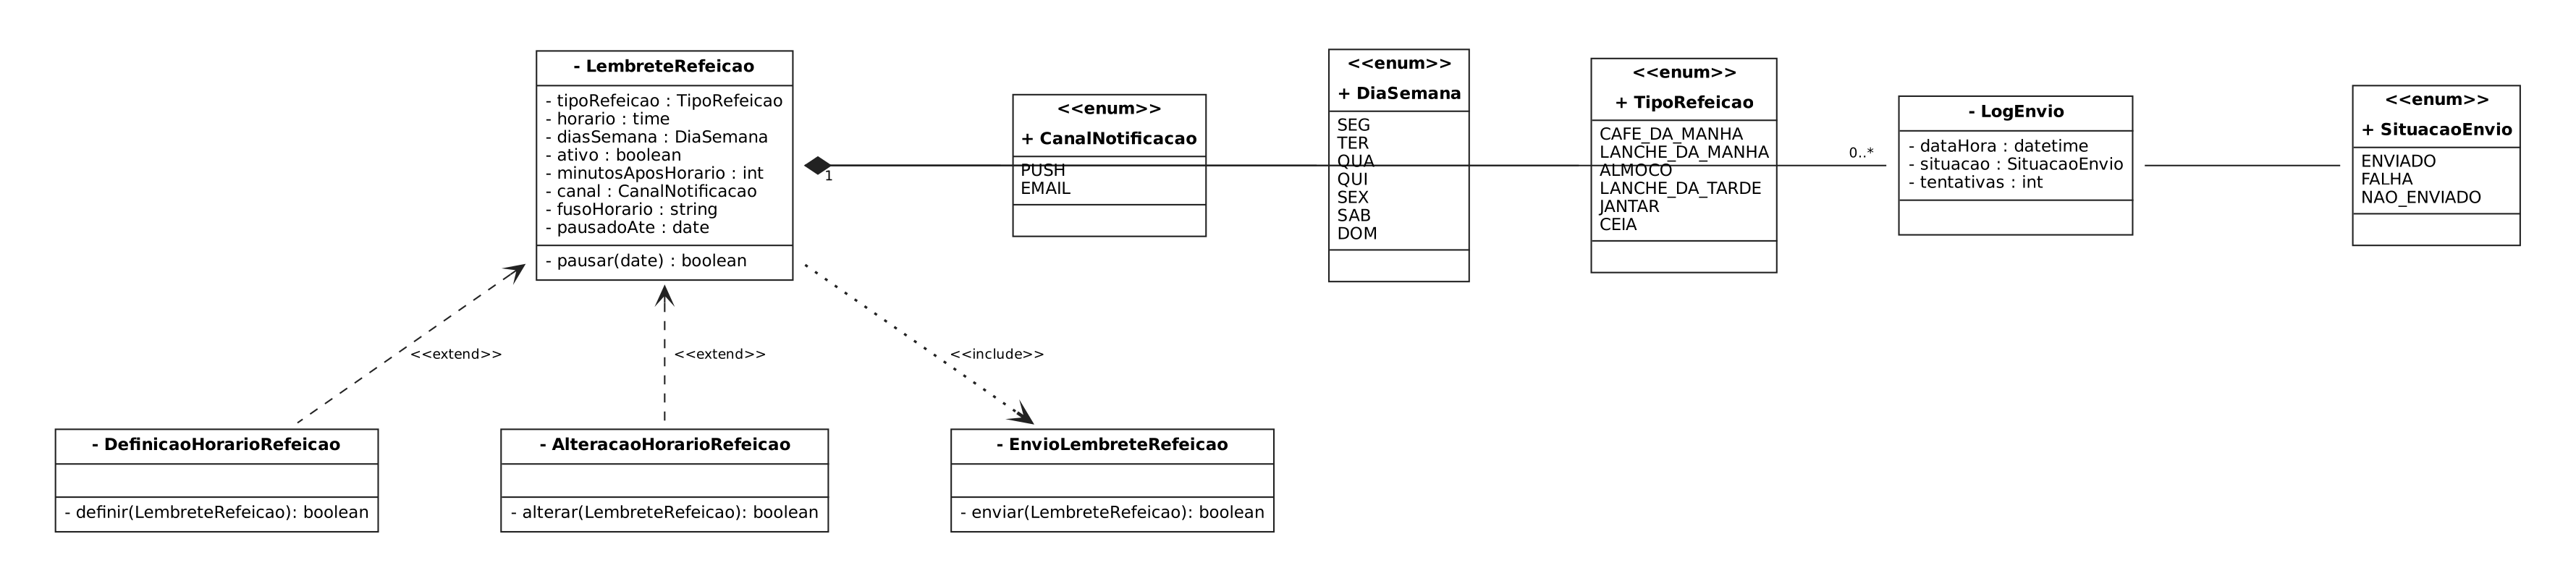 - LembreteRefeicao
- tipoRefeicao : TipoRefeicao
- horario : time
- diasSemana : DiaSemana
- ativo : boolean
- minutosAposHorario : int
- canal : CanalNotificacao
- fusoHorario : string
- pausadoAte : date
- pausar(date) : boolean
1
<<enum>>
+ CanalNotificacao
PUSH
EMAIL
<<enum>>
+ DiaSemana
SEG
TER
QUA
QUI
SEX
SAB
DOM
<<enum>>
+ TipoRefeicao
CAFE_DA_MANHA
LANCHE_DA_MANHA
ALMOCO
LANCHE_DA_TARDE
JANTAR
CEIA
0..*
- LogEnvio
- dataHora : datetime
- situacao : SituacaoEnvio
- tentativas : int
<<enum>>
+ SituacaoEnvio
ENVIADO
FALHA
NAO_ENVIADO
<<extend>>
<<extend>>
<<include>>
- DefinicaoHorarioRefeicao
- definir(LembreteRefeicao): boolean
- AlteracaoHorarioRefeicao
- alterar(LembreteRefeicao): boolean
- EnvioLembreteRefeicao
- enviar(LembreteRefeicao): boolean